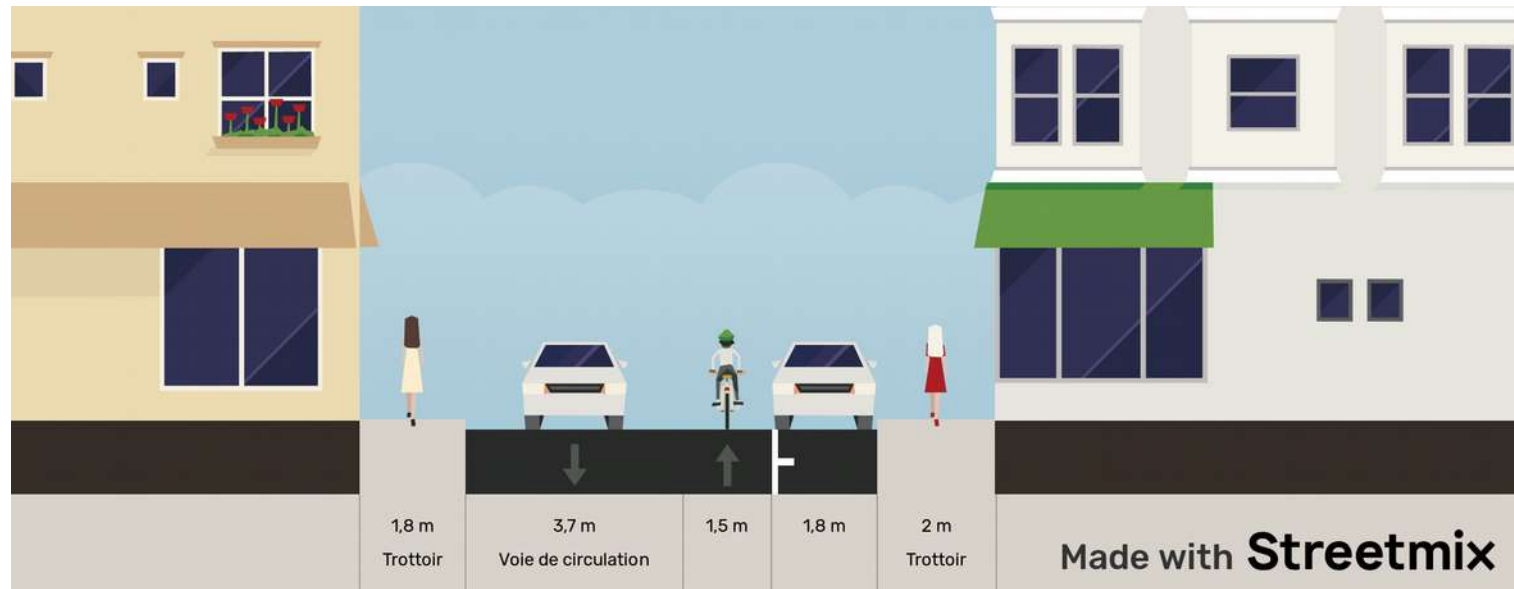 1,8 m
Trottoir
3,7 m
Voie de circulation
1,5 m
1,8 m
2 m
Trottoir
Made with Streetmix